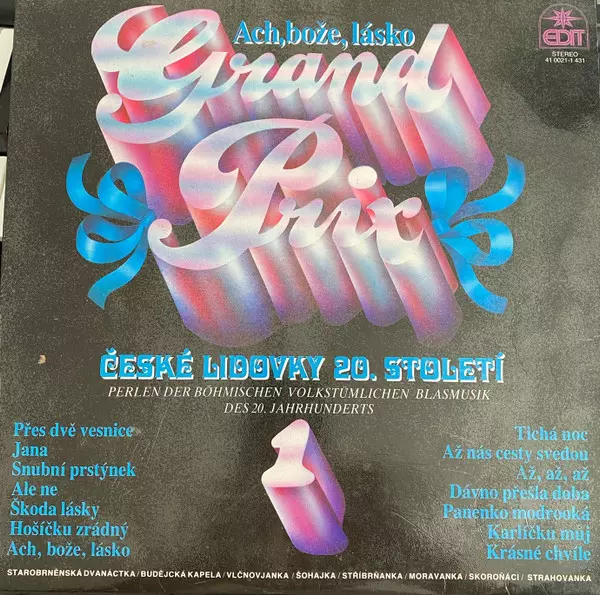 Ach, bože, lásko
Grand
Prix
EDIT
STEREO
41 0021-1 431
ČESKÉ LIDOVKY 20. STOLETÍ
PERLEN DER BÖHMISCHEN VOLKSTÜMLICHEN BLASMUSIK
DES 20. JAHRHUNDERTS
1
Přes dvě vesnice
Jana
Snubní prstýnek
Ale ne
Škoda lásky
Hošíčku zrádný
Ach, bože, lásko
Tichá noc
Až nás cesty svedou
Až, až, až
Dávno přešla doba
Panenko modrooká
Karlíčku muj
Krásné chvíle
STAROBRNĚNSKÁ DVANÁCTKA / BUDĚJCKÁ KAPELA / VLČNOVJANKA / ŠOHAJKA / STŘÍBRŇANKA / MORAVANKA / SKOROŇÁCI / STRAHOVANKA